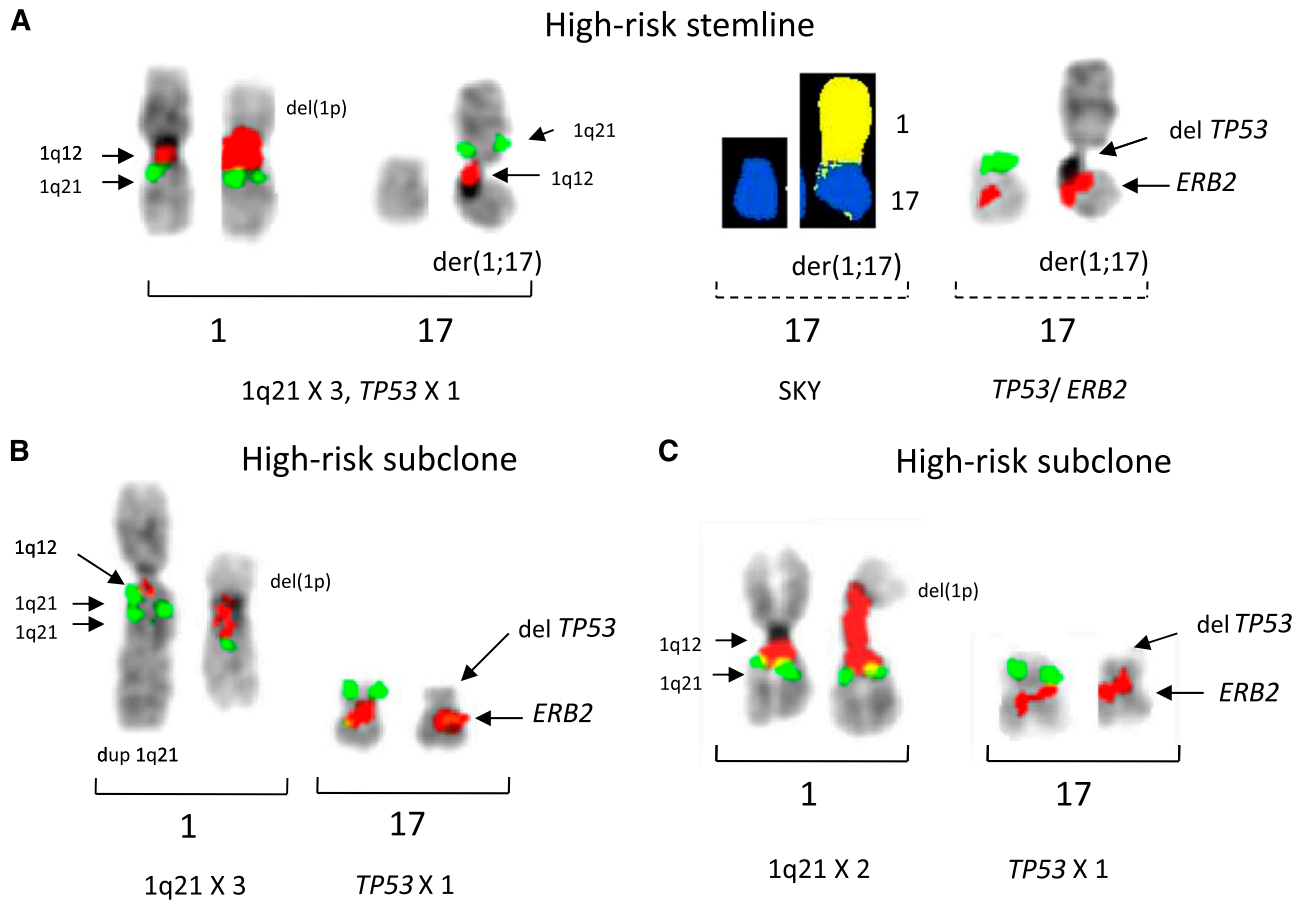 A
High-risk stemline
del(1p)
1q12
1q21
1q21
1q12
der(1;17)
1
17
1q21 X 3, TP53 X 1
1
17
der(1;17)
17
SKY
del TP53
ERB2
der(1;17)
17
TP53/ ERB2
B
High-risk subclone
1q12
1q21
1q21
del(1p)
dup 1q21
del TP53
ERB2
1
17
1q21 X 3
TP53 X 1
C
High-risk subclone
del(1p)
1q12
1q21
del TP53
ERB2
1
17
1q21 X 2
TP53 X 1